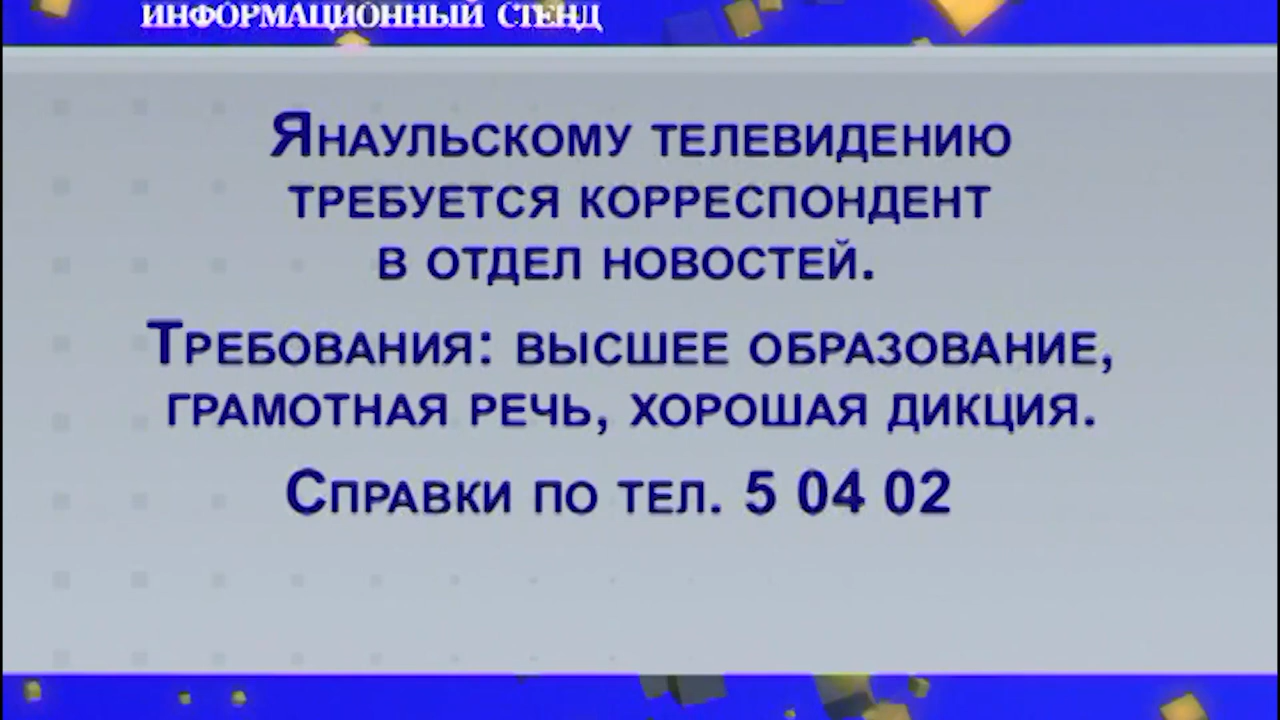 ИНФОРМАЦИОННЫЙ СТЕНД
ЯНАУЛЬСКОМУ ТЕЛЕВИДЕНИЮ
ТРЕБУЕТСЯ КОРРЕСПОНДЕНТ
В ОТДЕЛ НОВОСТЕЙ.
ТРЕБОВАНИЯ: ВЫСШЕЕ ОБРАЗОВАНИЕ,
ГРАМОТНАЯ РЕЧЬ, ХОРОШАЯ ДИКЦИЯ.
СПРАВКИ ПО ТЕЛ. 5 04 02